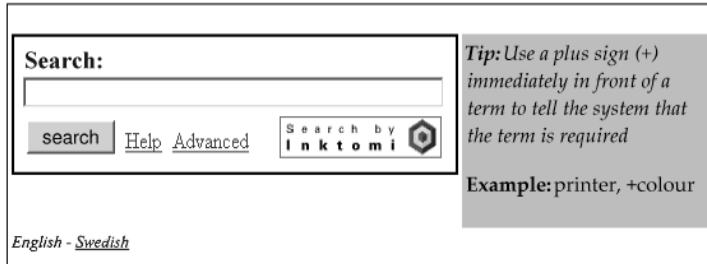 Search:
search Help Advanced
Search by
Inktomi
Tip: Use a plus sign (+)
immediately in front of a
term to tell the system that
the term is required
Example: printer, +colour
English - Swedish